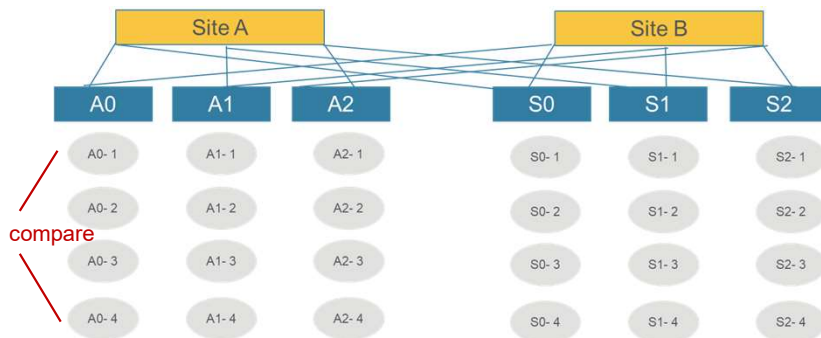 Site A
Site B
A0
A1
A2
S0
S1
S2
A0- 1
A1- 1
A2- 1
S0- 1
S1- 1
S2- 1
A0- 2
A1- 2
A2- 2
S0- 2
S1- 2
S2- 2
compare
A0- 3
A1- 3
A2- 3
S0- 3
S1- 3
S2- 3
A0- 4
A1- 4
A2- 4
S0- 4
S1- 4
S2- 4